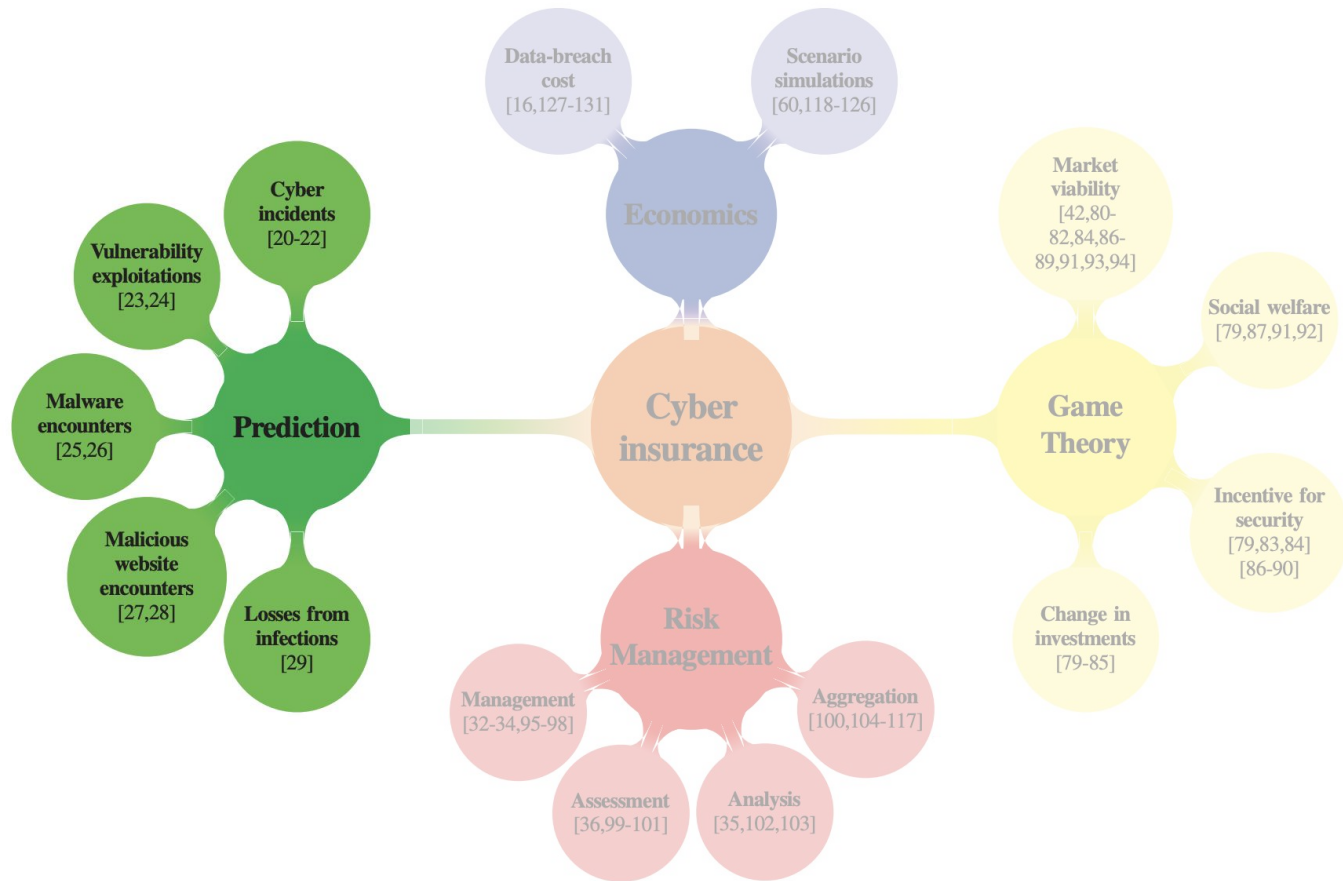 Data-breach
cost
[16,127-131]
Scenario
simulations
[60,118-126]
Economics
Cyber
incidents
[20-22]
Vulnerability
exploitations
[23,24]
Malware
encounters
[25,26]
Malicious
website
encounters
[27,28]
Losses from
infections
[29]
Prediction
Cyber
insurance
Market
viability
[42,80-
82,84,86-
89,91,93,94]
Social welfare
[79,87,91,92]
Game
Theory
Incentive for
security
[79,83,84]
[86-90]
Change in
investments
[79-85]
Risk
Management
Management
[32-34,95-98]
Assessment
[36,99-101]
Analysis
[35,102,103]
Aggregation
[100,104-117]